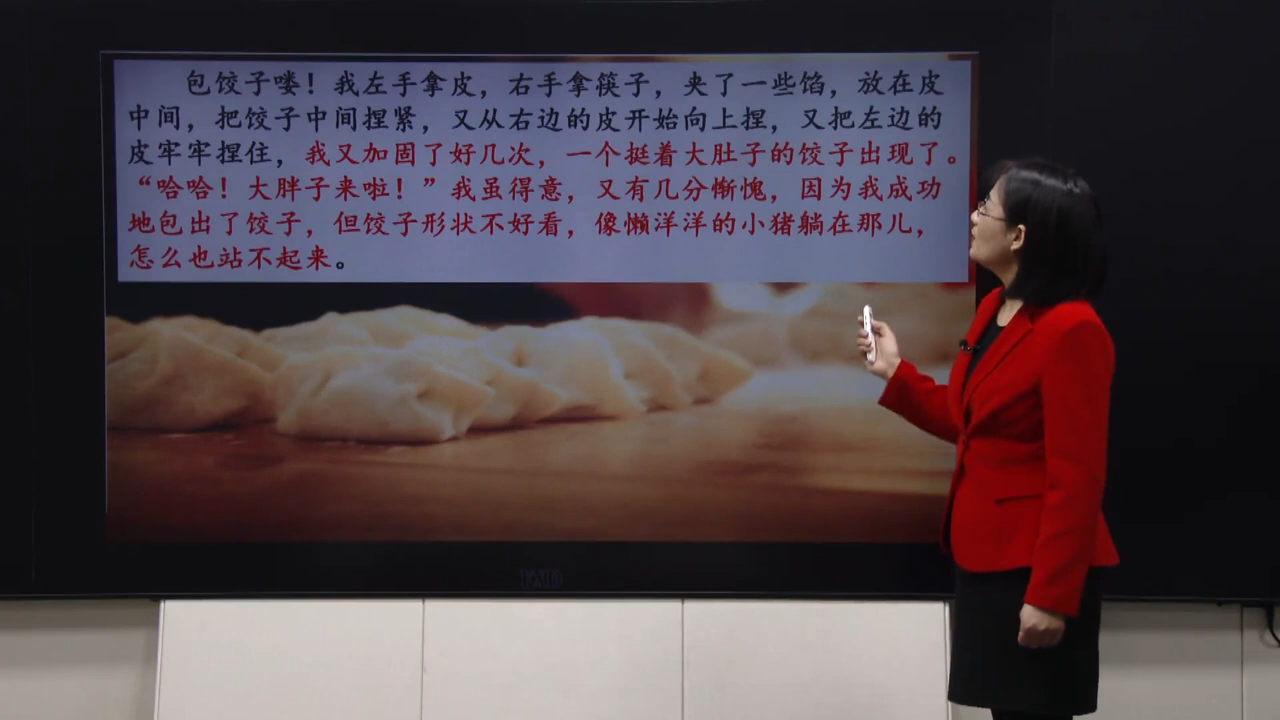 包饺子喽！我左手拿皮，右手拿筷子，夹了一些馅，放在皮
中间，把饺子中间捏紧，又从右边的皮开始向上捏，又把左边的
皮牢牢捏住，我又加固了好几次，一个挺着大肚子的饺子出现了。
“哈哈！大胖子来啦！”我虽得意，又有几分惭愧，因为我成功
地包出了饺子，但饺子形状不好看，像懒洋洋的小猪躺在那儿，
怎么也站不起来。